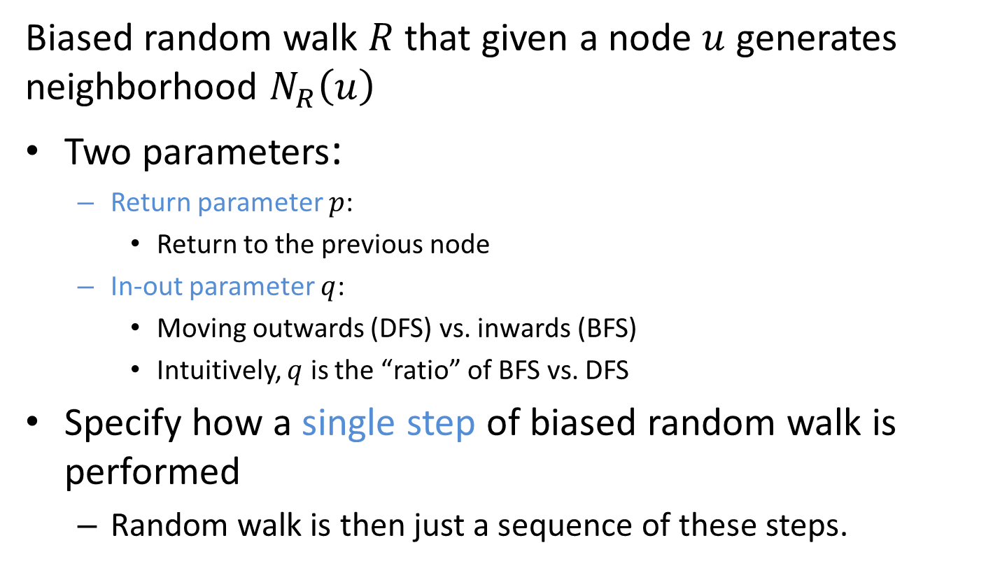 Biased random walk R that given a node u generates
neighborhood N_R(u)
• Two parameters:
– Return parameter p:
• Return to the previous node
– In-out parameter q:
• Moving outwards (DFS) vs. inwards (BFS)
• Intuitively, q is the “ratio” of BFS vs. DFS
• Specify how a single step of biased random walk is
performed
– Random walk is then just a sequence of these steps.